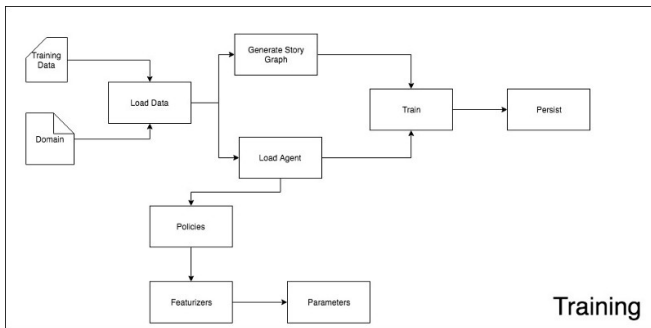 Training
Data
Generate Story
Graph
Load Data
Train
Persist
Domain
Load Agent
Policies
Featurizers
Parameters
Training